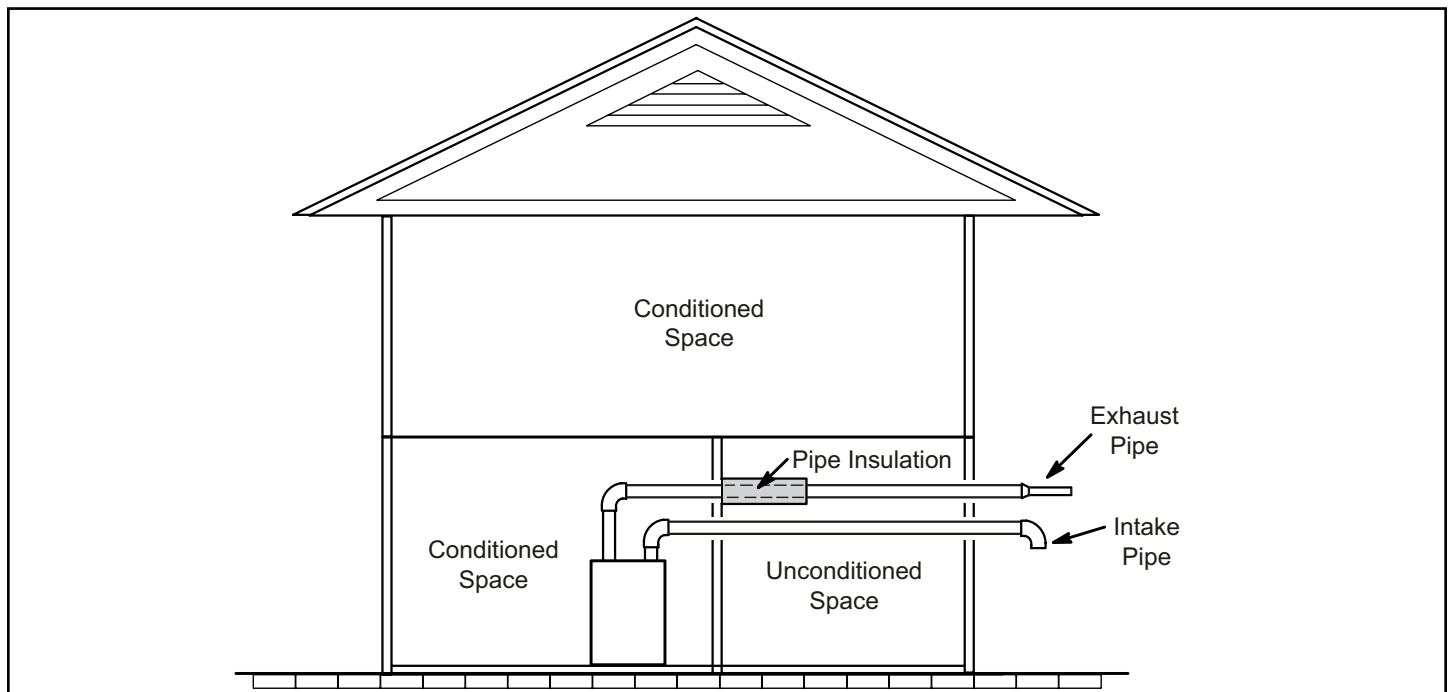 Conditioned
Space
Exhaust
Pipe
Pipe Insulation
Intake
Pipe
Conditioned
Space
Unconditioned
Space